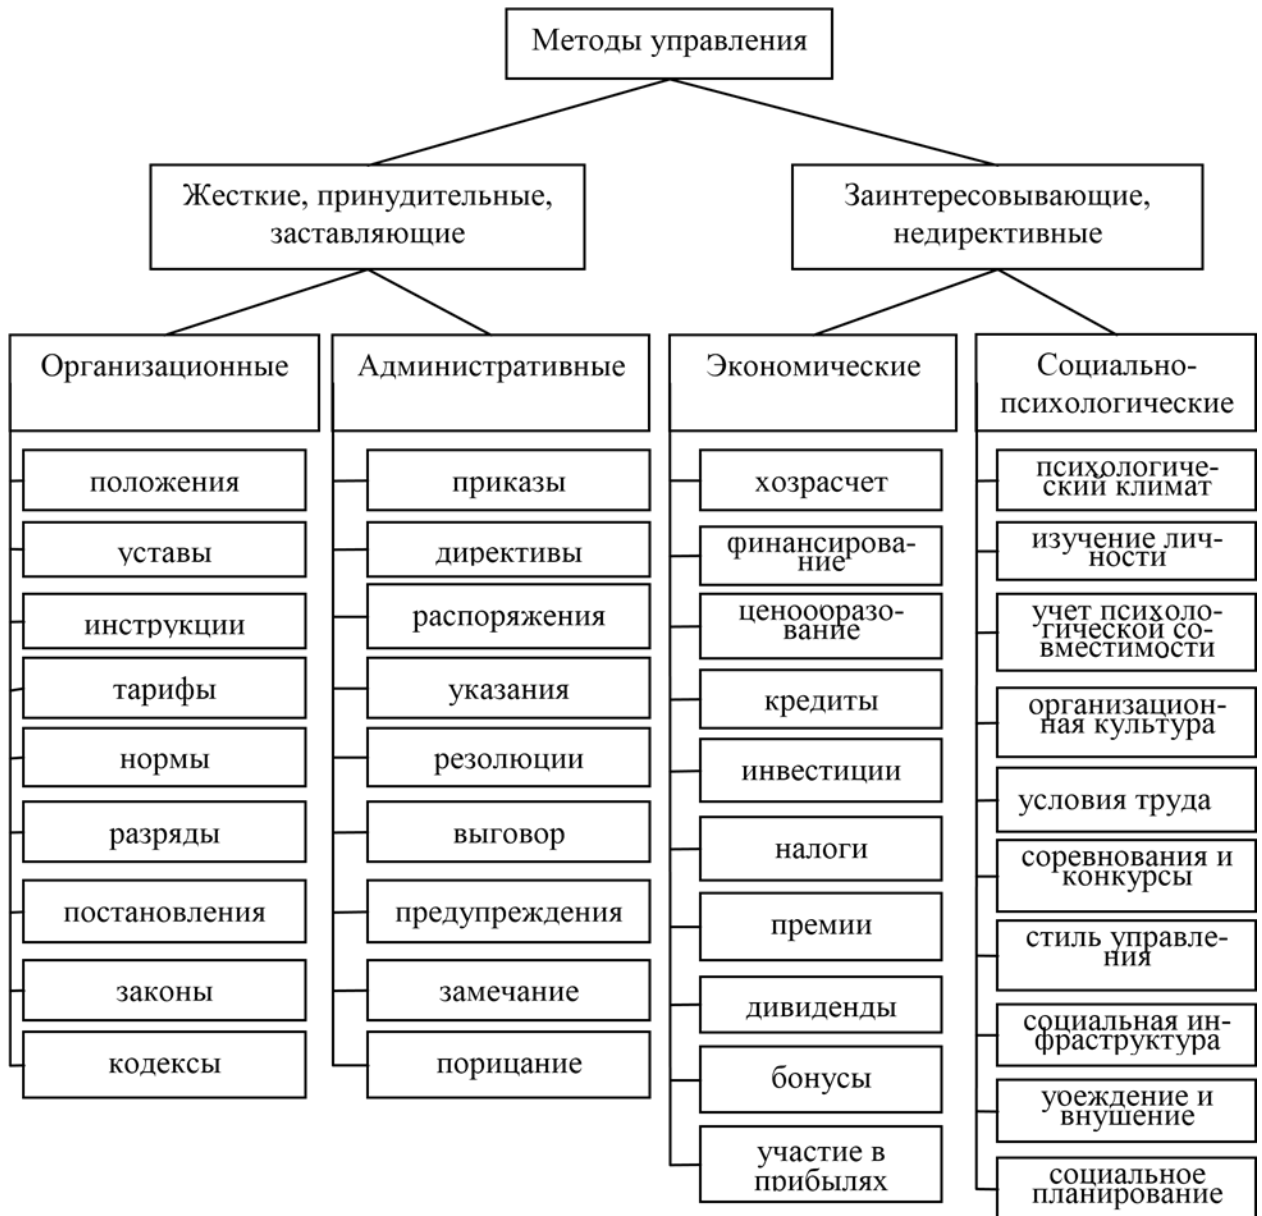 Методы управления
Жесткие, принудительные,
заставляющие
Заинтересовывающие,
недирективные
Организационные
положения
уставы
инструкции
тарифы
нормы
разряды
постановления
законы
кодексы
Административные
приказы
директивы
распоряжения
указания
резолюции
выговор
предупреждения
замечание
порицание
Экономические
хозрасчет
финансирова-
ние
ценообразо-
вание
кредиты
инвестиции
налоги
премии
дивиденды
бонусы
участие в
прибылях
Социально-
психологические
психологиче-
ский климат
изучение лич-
ности
учет психоло-
гической со-
вместимости
организацион-
ная культура
условия труда
соревнования и
конкурсы
стиль управле-
ния
социальная ин-
фраструктура
убеждение и
внушение
социальное
планирование